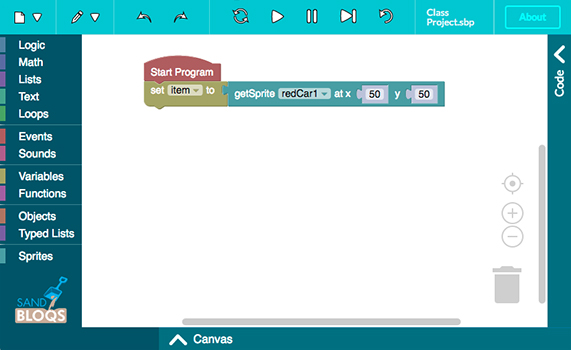 Class
Project.sbp
About
Logic
Math
Lists
Text
Loops
Events
Sounds
Variables
Functions
Objects
Typed Lists
Sprites
SAND
BLOQS
Start Program
set item to getSprite redCar1 at x 50 y 50
Code
Canvas